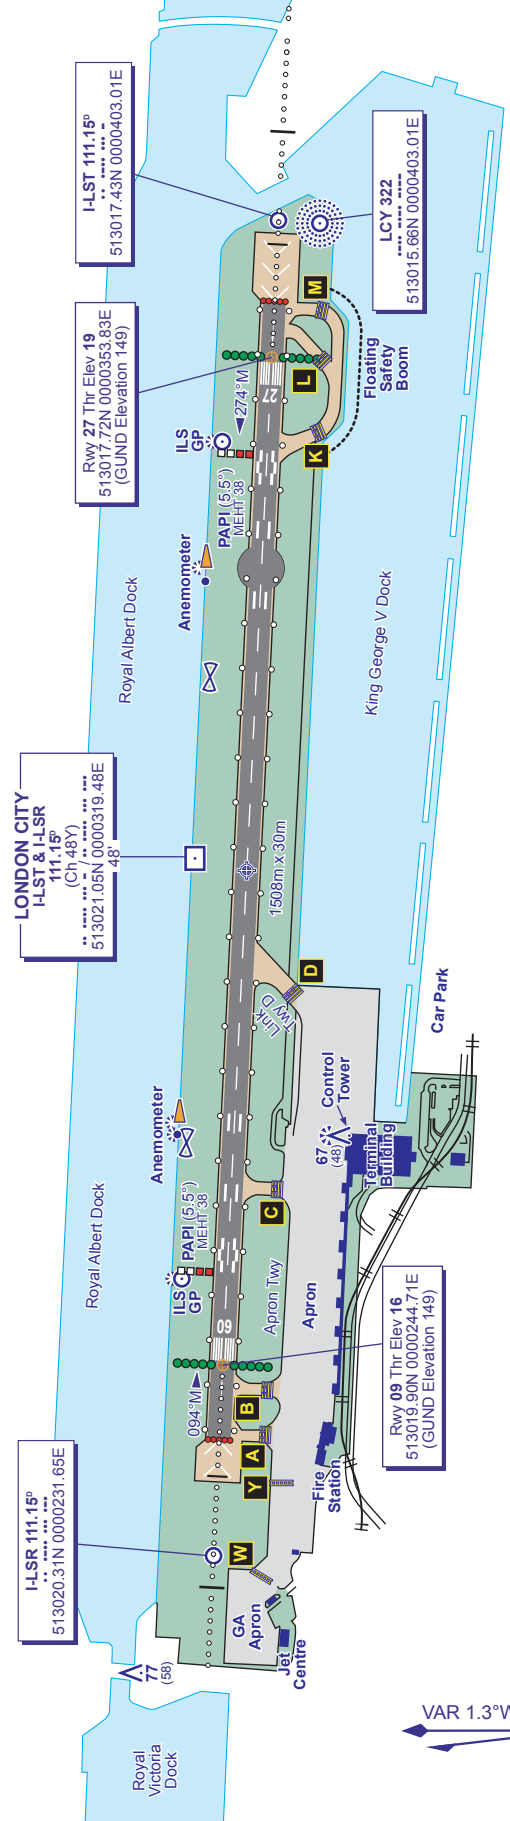 I-LST 111.15º
•• •–•• ••• –
513017.43N 0000403.01E
LCY 322
•–•• –•–• –•––
513015.66N 0000403.01E
Rwy 27 Thr Elev 19
513017.72N 0000353.83E
(GUND Elevation 149)
M
L
K
Floating
Safety
Boom
27
274°M
ILS
GP
PAPI (5.5°)
MEHT 38
Anemometer
Royal Albert Dock
King George V Dock
LONDON CITY
I-LST & I-LSR
111.15º
(Ch 48Y)
513021.05N 0000319.48E
48'
1508m x 30m
D
Link
Twy D
Car Park
Anemometer
67
(48)
Control
Tower
Terminal
Building
C
Royal Albert Dock
PAPI (5.5°)
MEHT 38
ILS
GP
Apron Twy
Apron
09
094°M
B
A
Y
W
Rwy 09 Thr Elev 16
513019.90N 0000244.71E
(GUND Elevation 149)
Fire
Station
I-LSR 111.15º
513020.31N 0000231.65E
GA
Apron
Jet
Centre
77
(58)
Royal
Victoria
Dock
VAR 1.3°W